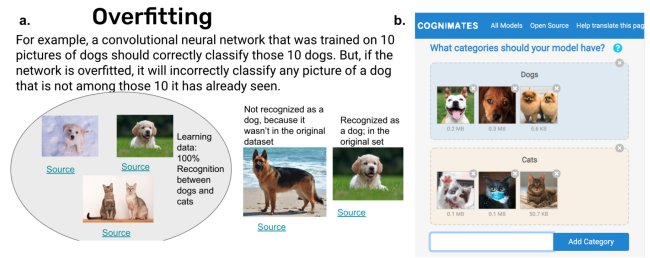 a.
Overfitting
For example, a convolutional neural network that was trained on 10
pictures of dogs should correctly classify those 10 dogs. But, if the
network is overfitted, it will incorrectly classify any picture of a dog
that is not among those 10 it has already seen.
Learning
data:
100%
Recognition
between
dogs and
cats
Source
Source
Source
Not recognized as a
dog, because it
wasn't in the original
dataset
Source
Recognized as
a dog; in the
original set
Source
b.
COGNIMATES All Models Open Source Help translate this pag
What categories should your model have? ?
Dogs
0.2 MB 0.3 MB 0.6 KB
Cats
0.1 MB 0.1 MB 50.7 KB
Add Category